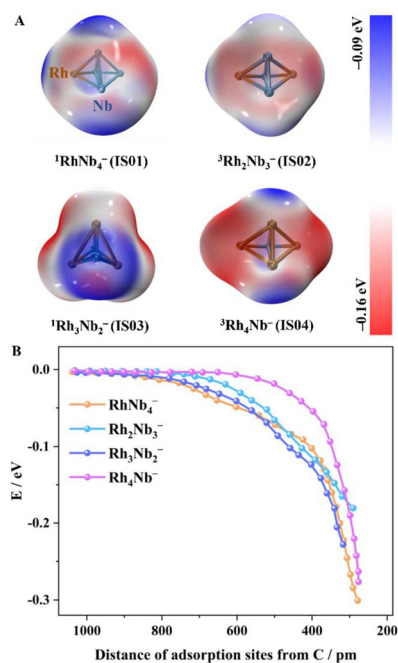 A
Rh
Nb
¹RhNb₄⁻ (IS01)
³Rh₂Nb₃⁻ (IS02)
¹Rh₃Nb₂⁻ (IS03)
³Rh₄Nb⁻ (IS04)
−0.09 eV
−0.16 eV
B
0.0
-0.1
-0.2
-0.3
E / eV
RhNb₄⁻
Rh₂Nb₃⁻
Rh₃Nb₂⁻
Rh₄Nb⁻
1000 800 600 400 200
Distance of adsorption sites from C / pm